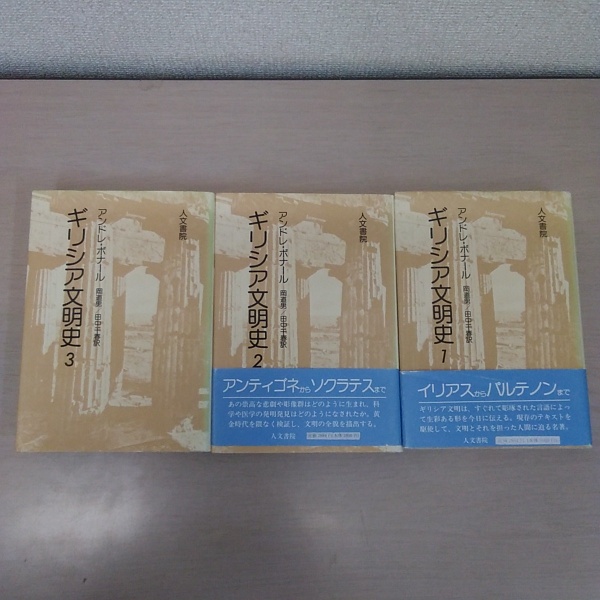 人文書院
ギリシア文明史 3
アンドレ・ボナール
岡道男／田中千春訳
人文書院
ギリシア文明史 2
アンドレ・ボナール
岡道男／田中千春訳
アンティゴネからソクラテスまで
あの崇高な悲劇や彫像群はどのように生まれ、科
学や医学の発明発見はどのようになされたか。黄
金時代を隈なく検証し、文明の全貌を描出する。
人文書院
人文書院
ギリシア文明史 1
アンドレ・ボナール
岡道男／田中千春訳
イリアスからパルテノンまで
ギリシア文明は、すぐれて彫琢された言語によっ
て生彩ある形を今日に伝える。現存のテキストを
駆使して、文明とそれを担った人間に迫る名著。
人文書院